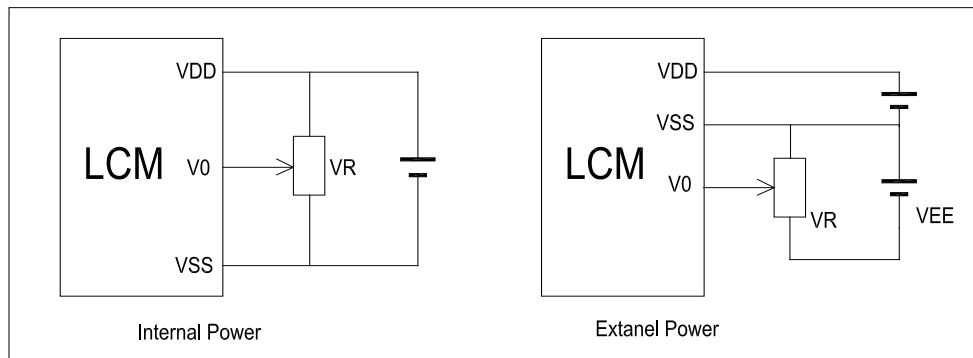 VDD
LCM
V0
VR
VSS
Internal Power
VDD
VSS
LCM
V0
VR
VEE
Extanel Power